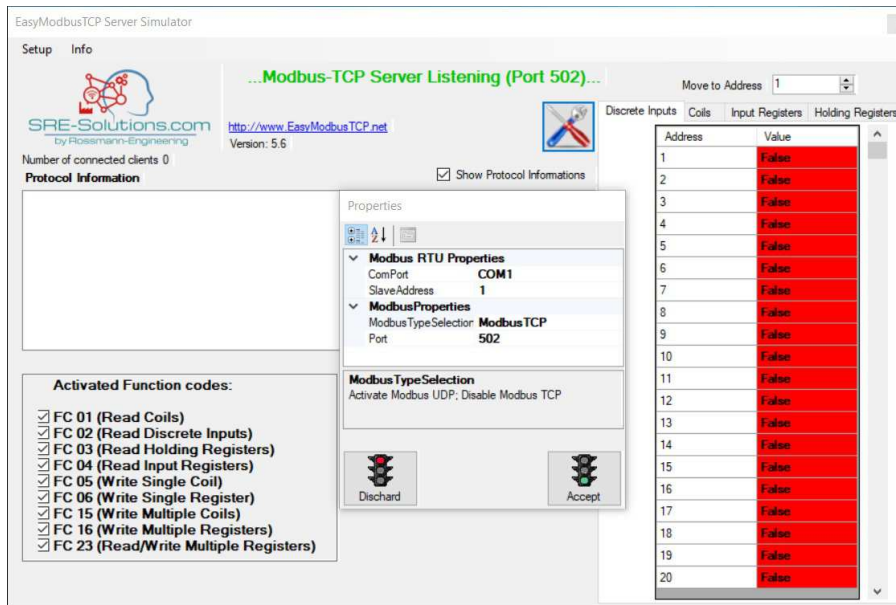 EasyModbusTCP Server Simulator
Setup Info
...Modbus-TCP Server Listening (Port 502)...
SRE-Solutions.com
by Rossmann-Engineering
http://www.EasyModbusTCP.net
Version: 5.6
Number of connected clients 0
Show Protocol Informations
Protocol Information
Move to Address 1
Discrete Inputs Coils Input Registers Holding Registers
Address Value
1 False
2 False
3 False
4 False
5 False
6 False
7 False
8 False
9 False
10 False
11 False
12 False
13 False
14 False
15 False
16 False
17 False
18 False
19 False
20 False
Properties
Modbus RTU Properties
ComPort COM1
SlaveAddress 1
ModbusProperties
ModbusTypeSelection ModbusTCP
Port 502
ModbusTypeSelection
Activate Modbus UDP; Disable Modbus TCP
Dischard Accept
Activated Function codes:
FC 01 (Read Coils)
FC 02 (Read Discrete Inputs)
FC 03 (Read Holding Registers)
FC 04 (Read Input Registers)
FC 05 (Write Single Coil)
FC 06 (Write Single Register)
FC 15 (Write Multiple Coils)
FC 16 (Write Multiple Registers)
FC 23 (Read/Write Multiple Registers)